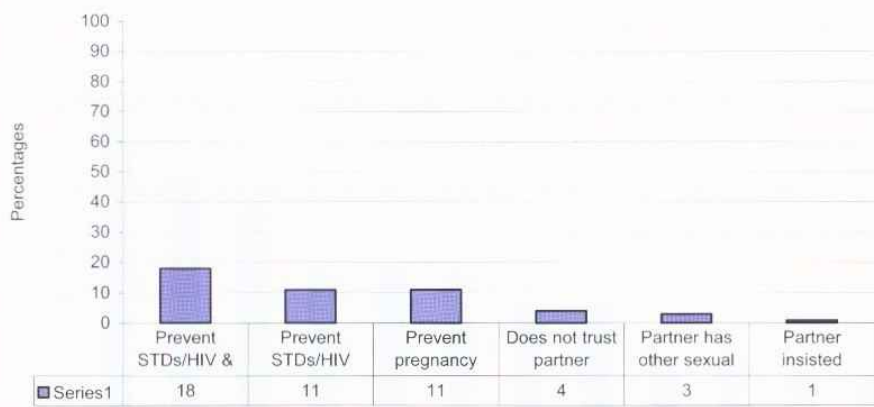 100
90
80
70
60
50
40
30
20
10
0
Percentages
Prevent STDs/HIV &
Prevent STDs/HIV
Prevent pregnancy
Does not trust partner
Partner has other sexual
Partner insisted
Series1 18 11 11 4 3 1